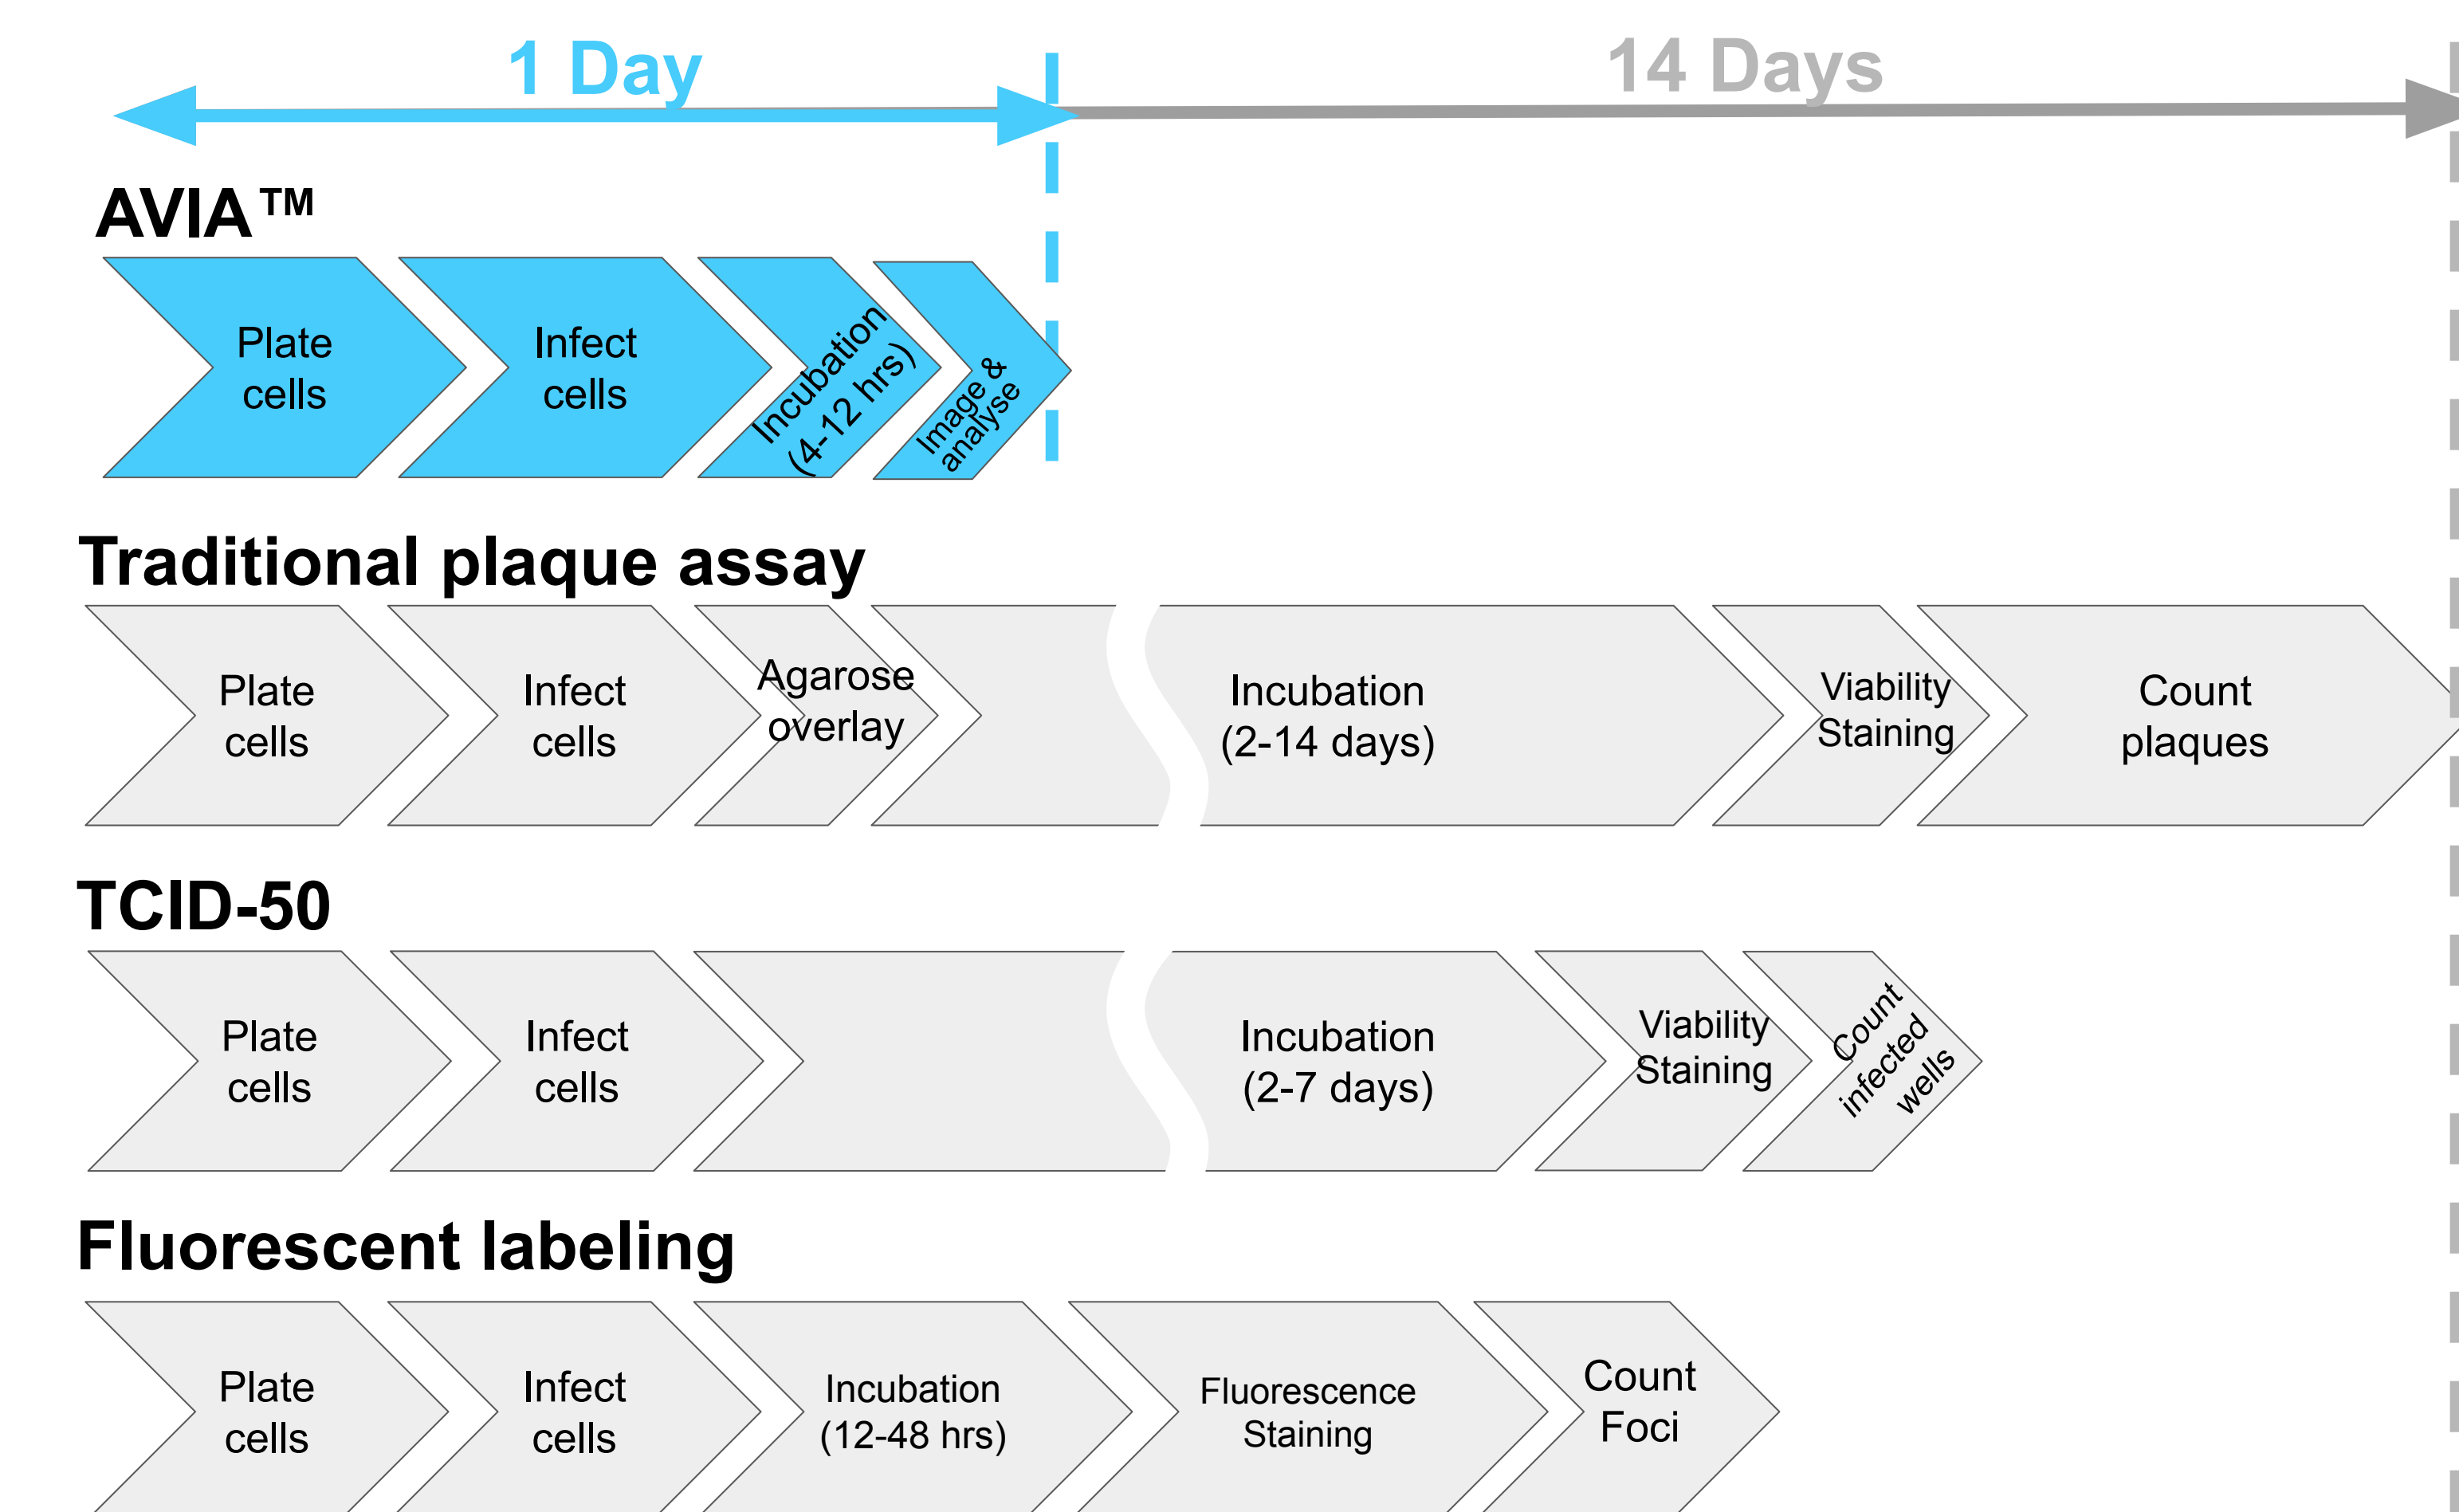 1 Day
14 Days
AVIA™
Plate
cells
Infect
cells
Incubation
(4-12 hrs)
Image &
analyse
Traditional plaque assay
Plate
cells
Infect
cells
Agarose
overlay
Incubation
(2-14 days)
Viability
Staining
Count
plaques
TCID-50
Plate
cells
Infect
cells
Incubation
(2-7 days)
Viability
Staining
Count
infected
wells
Fluorescent labeling
Plate
cells
Infect
cells
Incubation
(12-48 hrs)
Fluorescence
Staining
Count
Foci